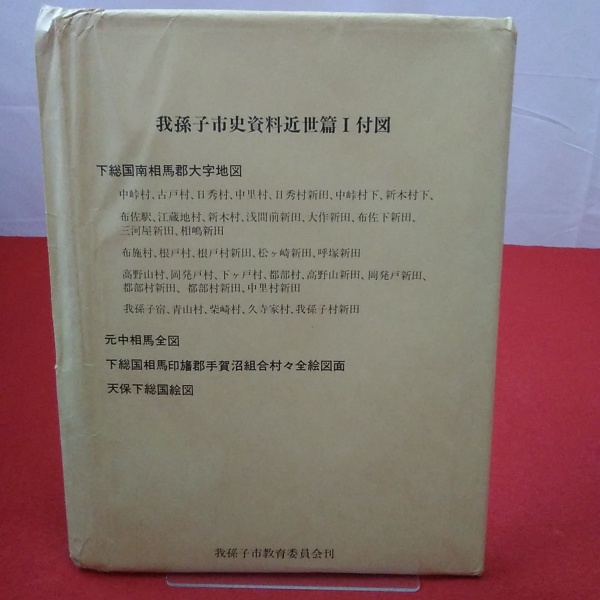 我孫子市史資料近世篇Ⅰ付図
下総国南相馬郡大字地図
中峠村、古戸村、日秀村、中里村、日秀村新田、中峠村下、新木村下、
布佐駅、江蔵地村、新木村、浅間前新田、大作新田、布佐下新田、
三河屋新田、相嶋新田
布施村、根戸村、根戸村新田、松ヶ崎新田、呼塚新田
高野山村、岡発戸村、下ヶ戸村、都部村、高野山新田、岡発戸新田、
都部村新田、都部村新田、中里村新田
我孫子宿、青山村、柴崎村、久寺家村、我孫子村新田
元中相馬全図
下総国相馬印旛郡手賀沼組合村々全絵図面
天保下総国絵図
我孫子市教育委員会刊